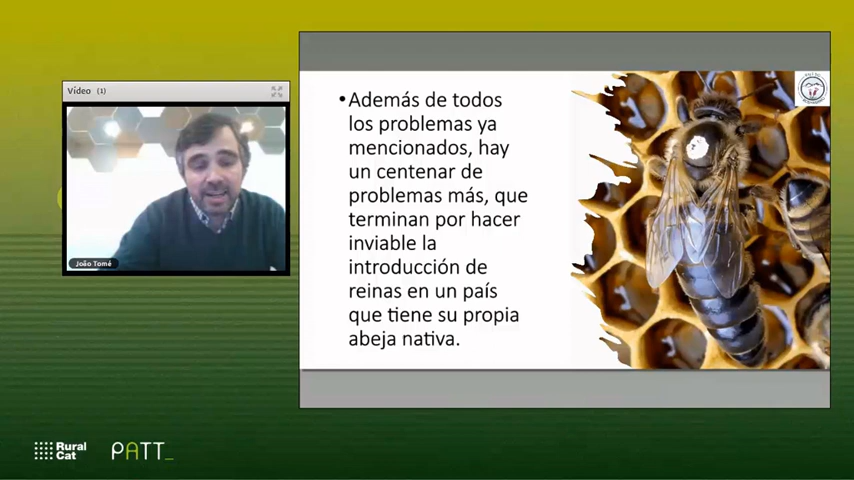 Vídeo (1)
João Tomé
•Además de todos
los problemas ya
mencionados, hay
un centenar de
problemas más, que
terminan por hacer
inviable la
introducción de
reinas en un país
que tiene su propia
abeja nativa.
Rural
Cat
PATT_